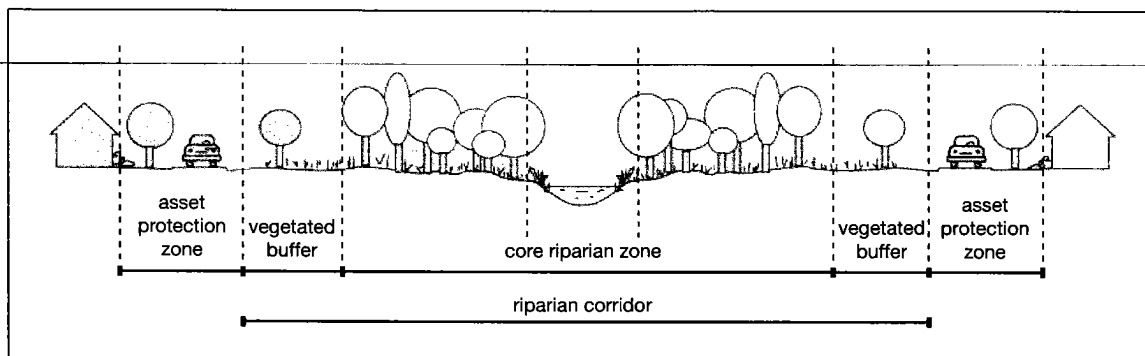 asset
protection
zone
vegetated
buffer
core riparian zone
vegetated
buffer
asset
protection
zone
riparian corridor